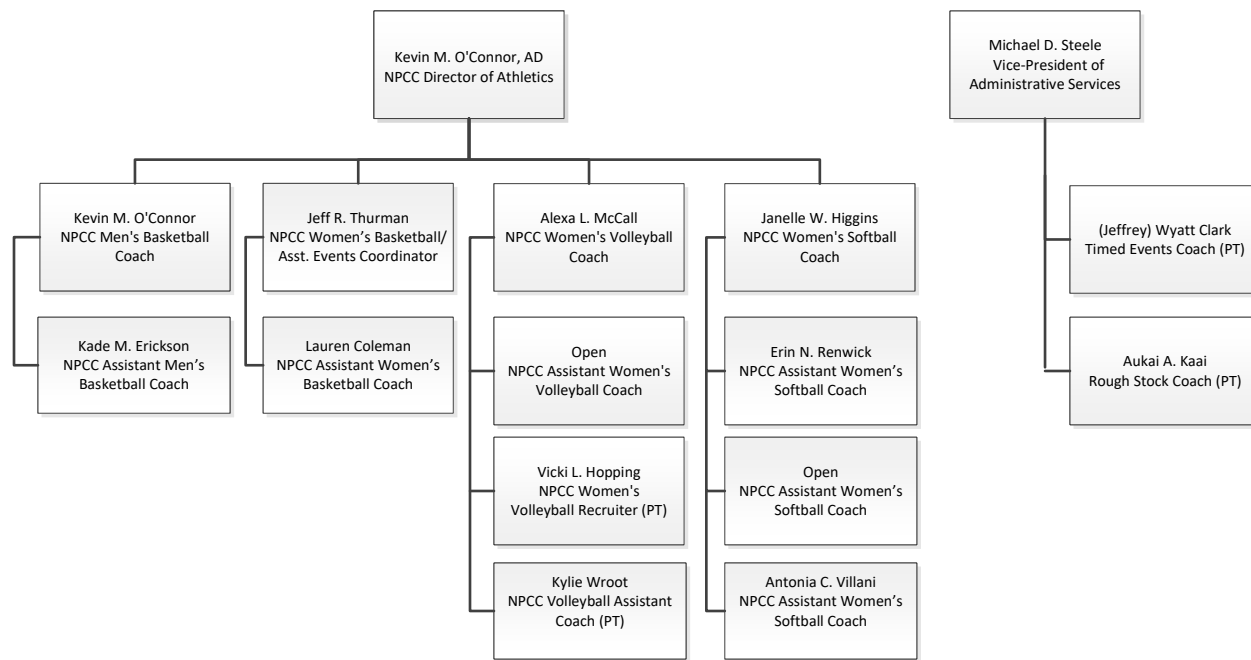 Kevin M. O'Connor, AD
NPCC Director of Athletics
Michael D. Steele
Vice-President of
Administrative Services
Kevin M. O'Connor
NPCC Men's Basketball
Coach
Jeff R. Thurman
NPCC Women’s Basketball/
Asst. Events Coordinator
Alexa L. McCall
NPCC Women's Volleyball
Coach
Janelle W. Higgins
NPCC Women's Softball
Coach
(Jeffrey) Wyatt Clark
Timed Events Coach (PT)
Kade M. Erickson
NPCC Assistant Men’s
Basketball Coach
Lauren Coleman
NPCC Assistant Women’s
Basketball Coach
Open
NPCC Assistant Women's
Volleyball Coach
Erin N. Renwick
NPCC Assistant Women’s
Softball Coach
Aukai A. Kaai
Rough Stock Coach (PT)
Vicki L. Hopping
NPCC Women's
Volleyball Recruiter (PT)
Open
NPCC Assistant Women’s
Softball Coach
Kylie Wroot
NPCC Volleyball Assistant
Coach (PT)
Antonia C. Villani
NPCC Assistant Women’s
Softball Coach